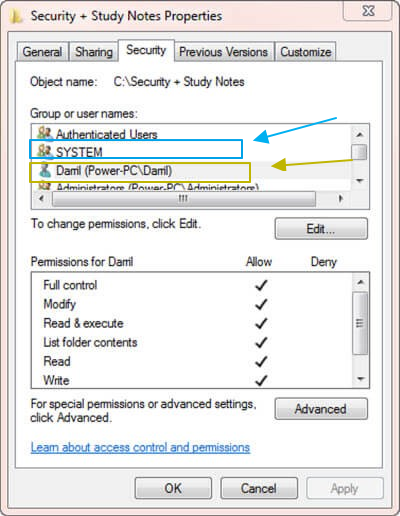 Security + Study Notes Properties
General Sharing Security Previous Versions Customize
Object name: C:\Security + Study Notes
Group or user names:
Authenticated Users
SYSTEM
Darril (Power-PC\Darril)
Administrators (Power-PC\Administrators)
To change permissions, click Edit.
Edit...
Permissions for Darril Allow Deny
Full control
Modify
Read & execute
List folder contents
Read
Write
For special permissions or advanced settings,
click Advanced.
Advanced
Learn about access control and permissions
OK Cancel Apply